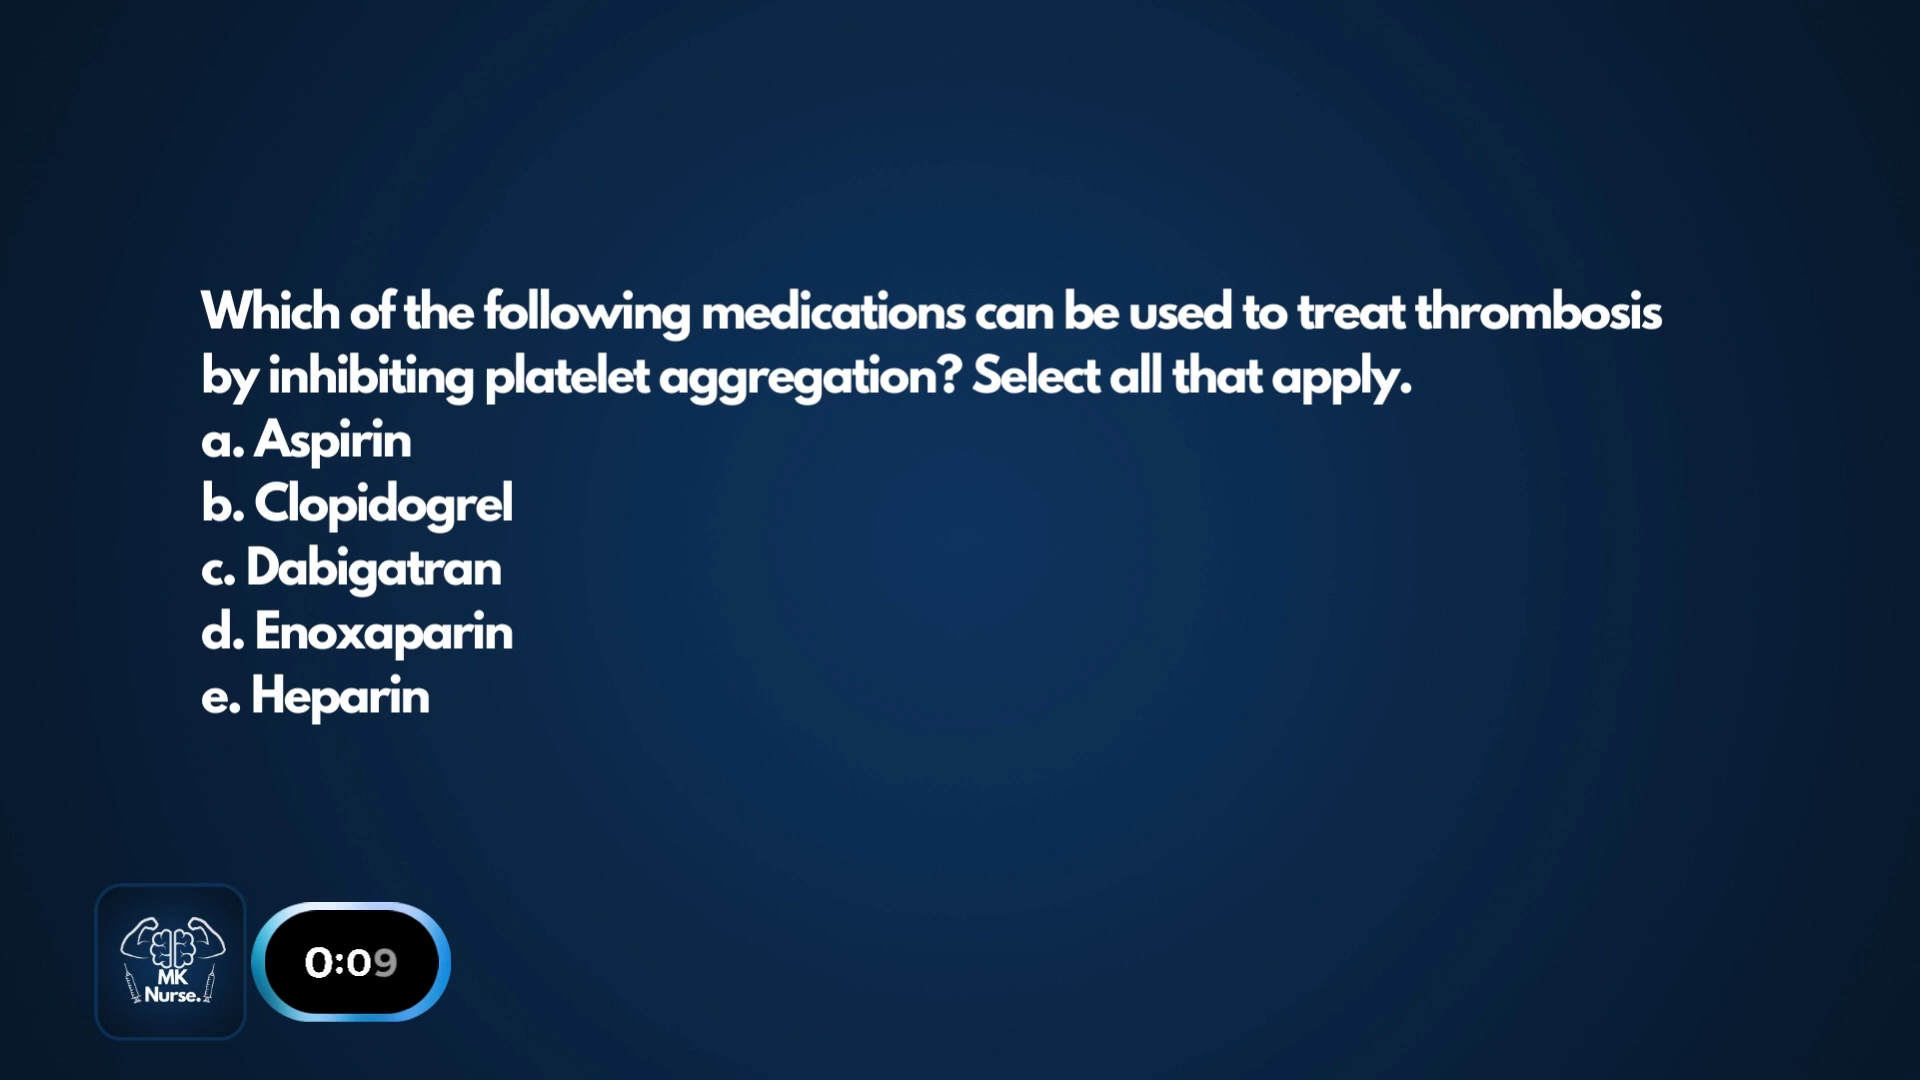 Which of the following medications can be used to treat thrombosis
by inhibiting platelet aggregation? Select all that apply.
a. Aspirin
b. Clopidogrel
c. Dabigatran
d. Enoxaparin
e. Heparin
MK
Nurse.
0:09